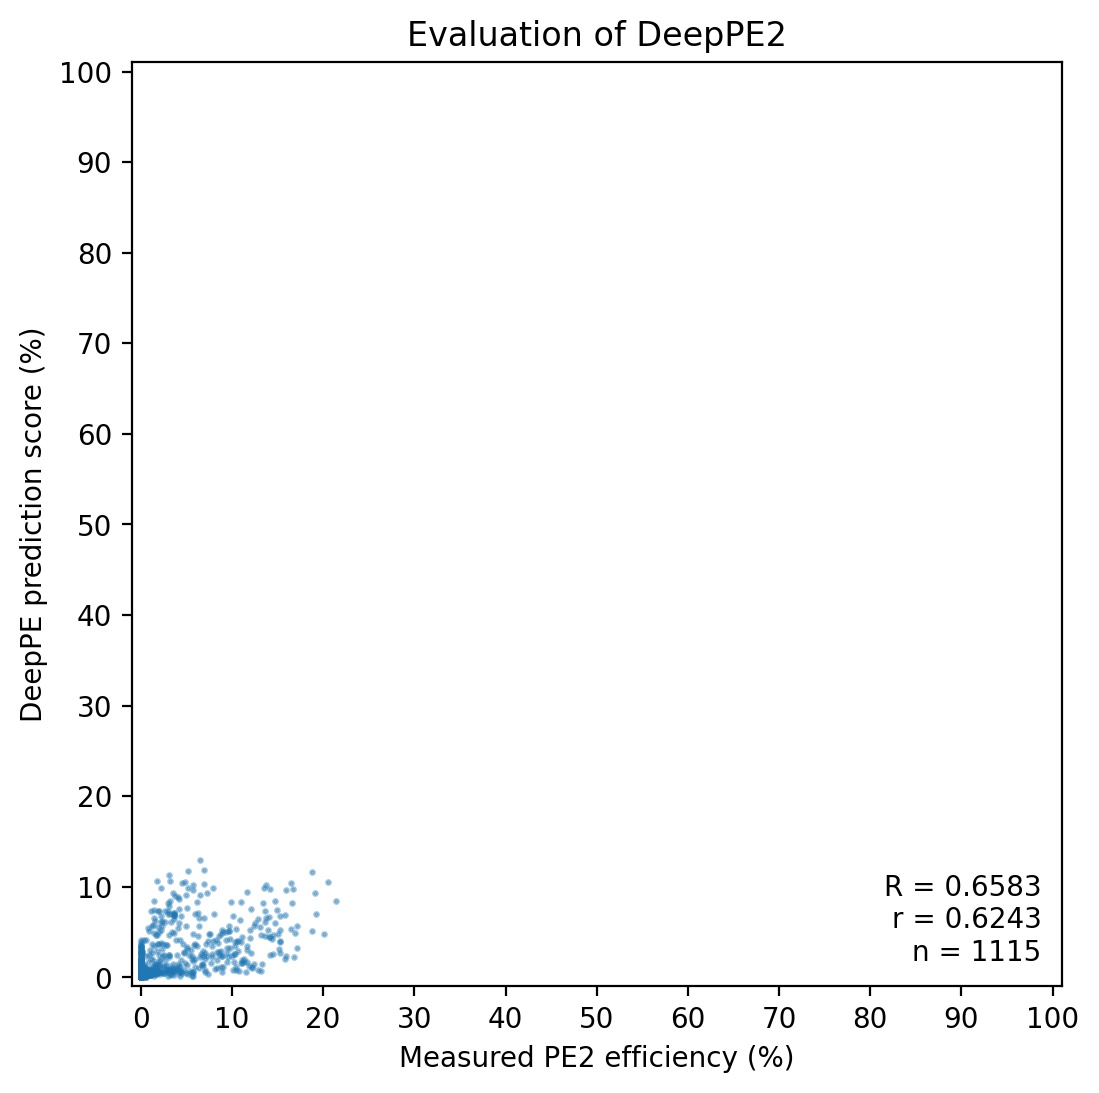 Evaluation of DeepPE2
DeepPE prediction score (%)
100
90
80
70
60
50
40
30
20
10
0
R = 0.6583
r = 0.6243
n = 1115
0 10 20 30 40 50 60 70 80 90 100
Measured PE2 efficiency (%)